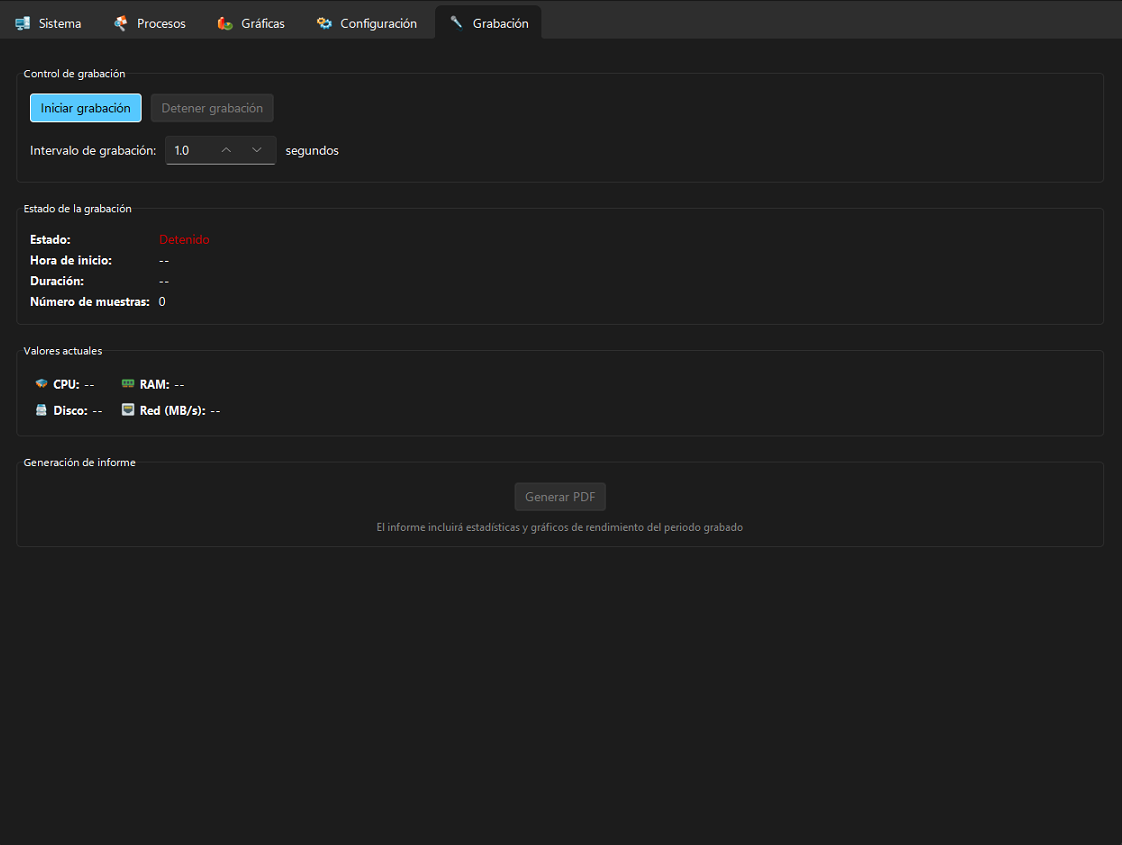 Sistema Procesos Gráficas Configuración Grabación
Control de grabación
Iniciar grabación Detener grabación
Intervalo de grabación: 1.0 segundos
Estado de la grabación
Estado: Detenido
Hora de inicio: --
Duración: --
Número de muestras: 0
Valores actuales
CPU: -- RAM: --
Disco: -- Red (MB/s): --
Generación de informe
Generar PDF
El informe incluirá estadísticas y gráficos de rendimiento del periodo grabado